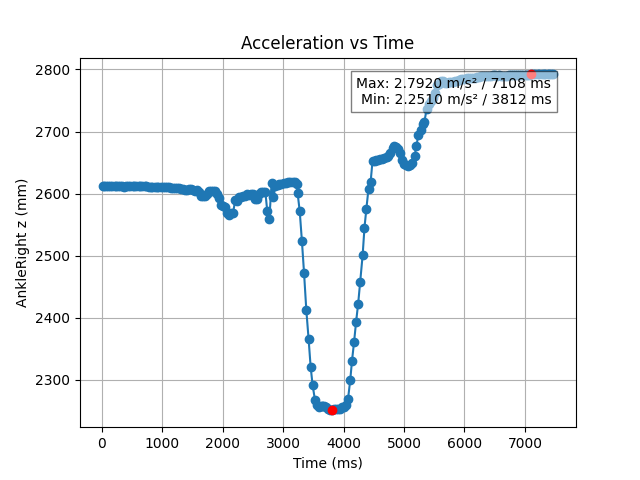 Acceleration vs Time
Max: 2.7920 m/s² / 7108 ms
Min: 2.2510 m/s² / 3812 ms
AnkleRight z (mm)
2800
2700
2600
2500
2400
2300
0 1000 2000 3000 4000 5000 6000 7000
Time (ms)